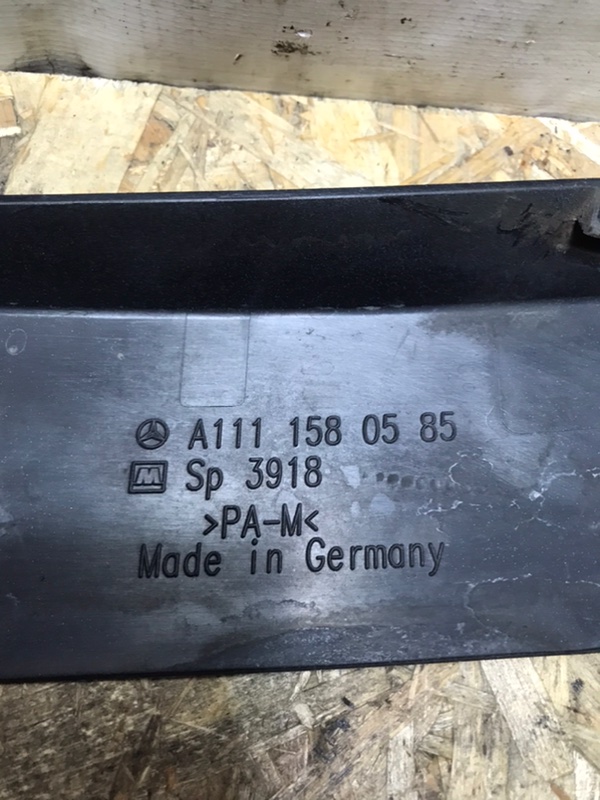 A111 158 05 85
M Sp 3918
>PA-M<
Made in Germany